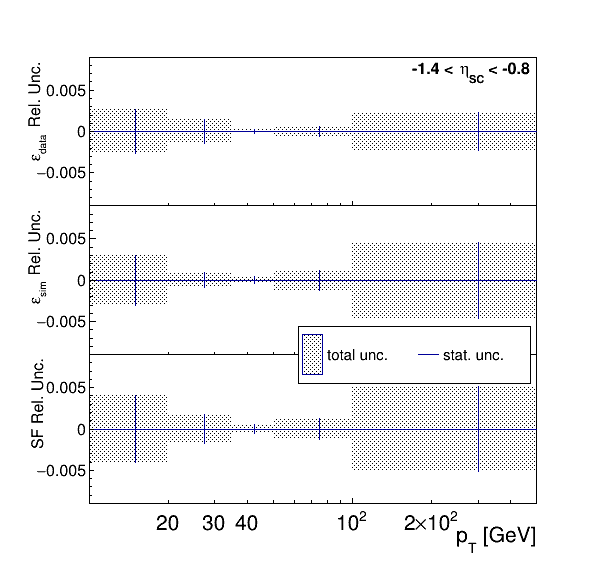 -1.4 < η_SC < -0.8
ε_data Rel. Unc.
0.005
0
−0.005
ε_sim Rel. Unc.
0.005
0
−0.005
total unc.
stat. unc.
SF Rel. Unc.
0.005
0
−0.005
20 30 40 10² 2×10²
p_T [GeV]